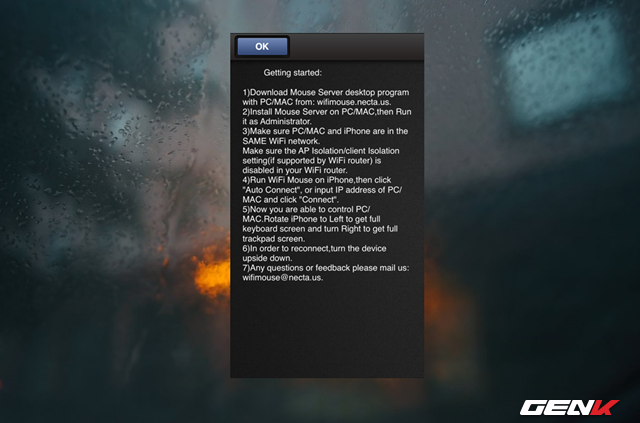 OK
Getting started:
1)Download Mouse Server desktop program
with PC/MAC from: wifimouse.necta.us.
2)Install Mouse Server on PC/MAC,then Run
it as Administrator.
3)Make sure PC/MAC and iPhone are in the
SAME WiFi network.
Make sure the AP Isolation/client Isolation
setting(if supported by WiFi router) is
disabled in your WiFi router.
4)Run WiFi Mouse on iPhone,then click
"Auto Connect", or input IP address of PC/
MAC and click "Connect".
5)Now you are able to control PC/
MAC.Rotate iPhone to Left to get full
keyboard screen and turn Right to get full
trackpad screen.
6)In order to reconnect,turn the device
upside down.
7)Any questions or feedback please mail us:
wifimouse@necta.us.
GENK